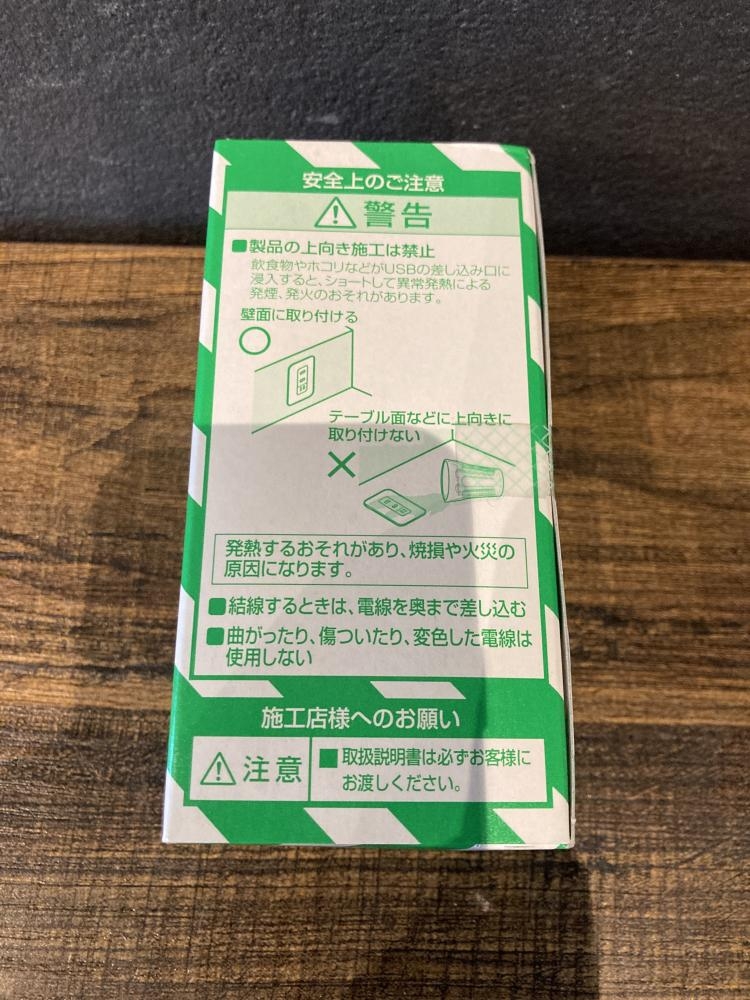 安全上のご注意
警告
■製品の上向き施工は禁止
飲食物やホコリなどがUSBの差し込み口に
浸入すると、ショートして異常発熱による
発煙、発火のおそれがあります。
壁面に取り付ける
テーブル面などに上向きに
取り付けない
発熱するおそれがあり、焼損や火災の
原因になります。
■結線するときは、電線を奥まで差し込む
■曲がったり、傷ついたり、変色した電線は
使用しない
施工店様へのお願い
注意
■取扱説明書は必ずお客様に
お渡しください。